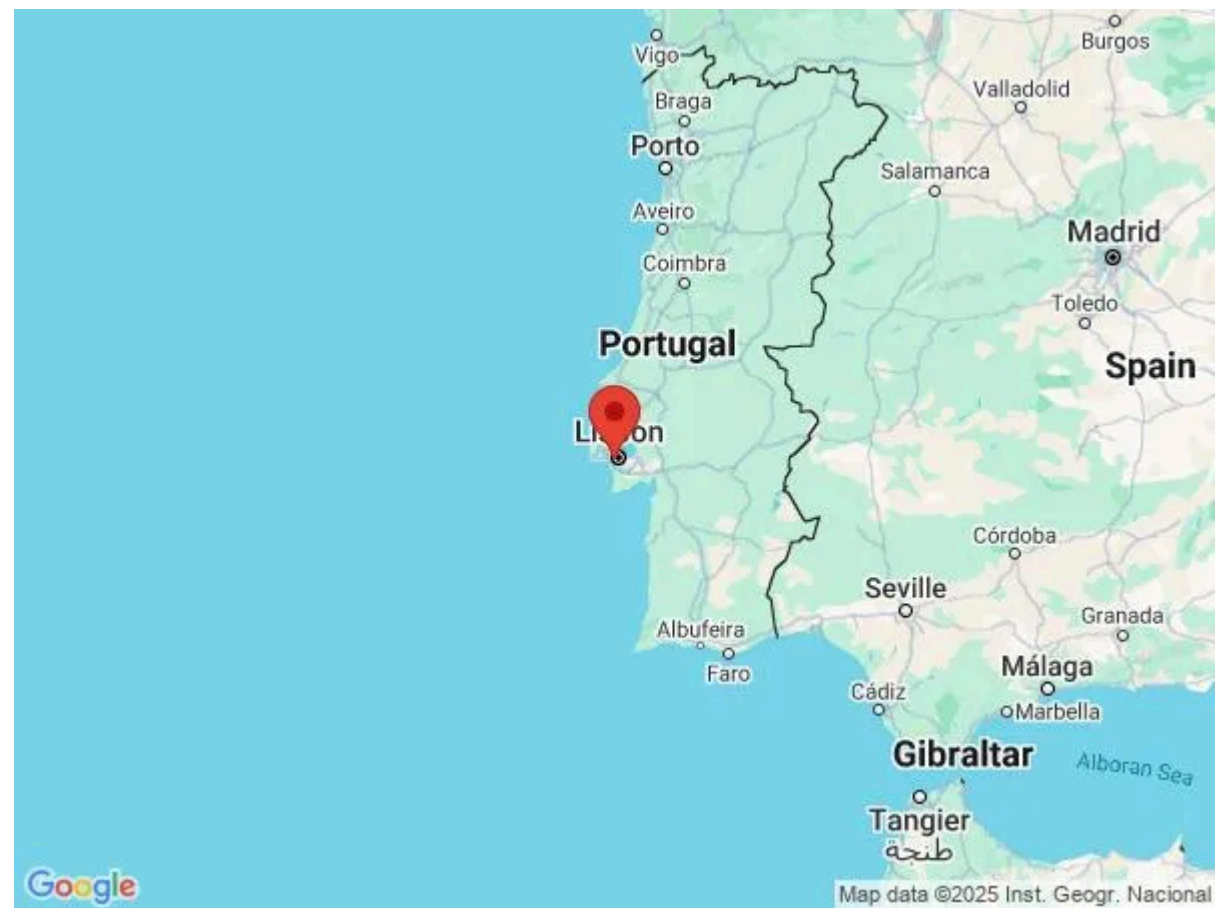 Burgos
Vigo
Valladolid
Braga
Porto
Salamanca
Aveiro
Madrid
Coimbra
Toledo
Portugal
Spain
Lisbon
Córdoba
Seville
Granada
Albufeira
Málaga
Faro
Cádiz
Marbella
Gibraltar
Alboran Sea
Tangier
طنجة
Google
Map data ©2025 Inst. Geogr. Nacional